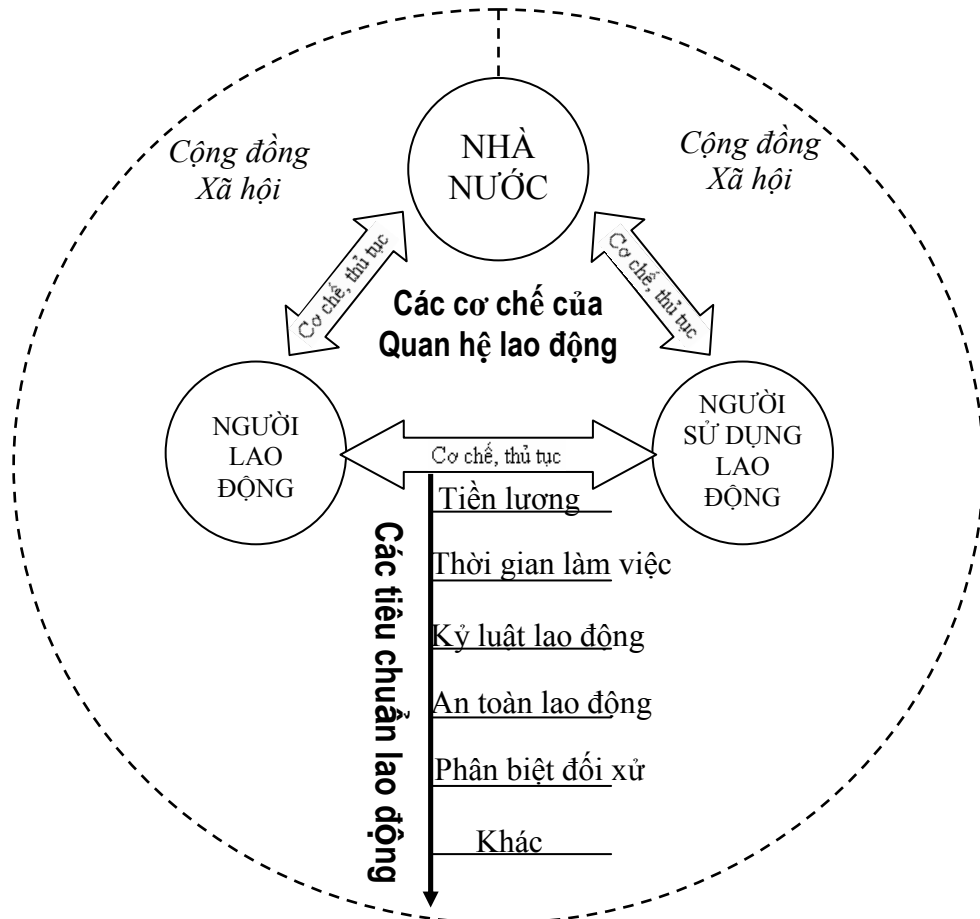 NHÀ
NƯỚC
Cộng đồng
Xã hội
Cộng đồng
Xã hội
Cơ chế, thủ tục
Cơ chế, thủ tục
Các cơ chế của
Quan hệ lao động
NGƯỜI
LAO
ĐỘNG
Cơ chế, thủ tục
NGƯỜI
SỬ DỤNG
LAO
ĐỘNG
Các tiêu chuẩn lao động
Tiền lương
Thời gian làm việc
Kỷ luật lao động
An toàn lao động
Phân biệt đối xử
Khác